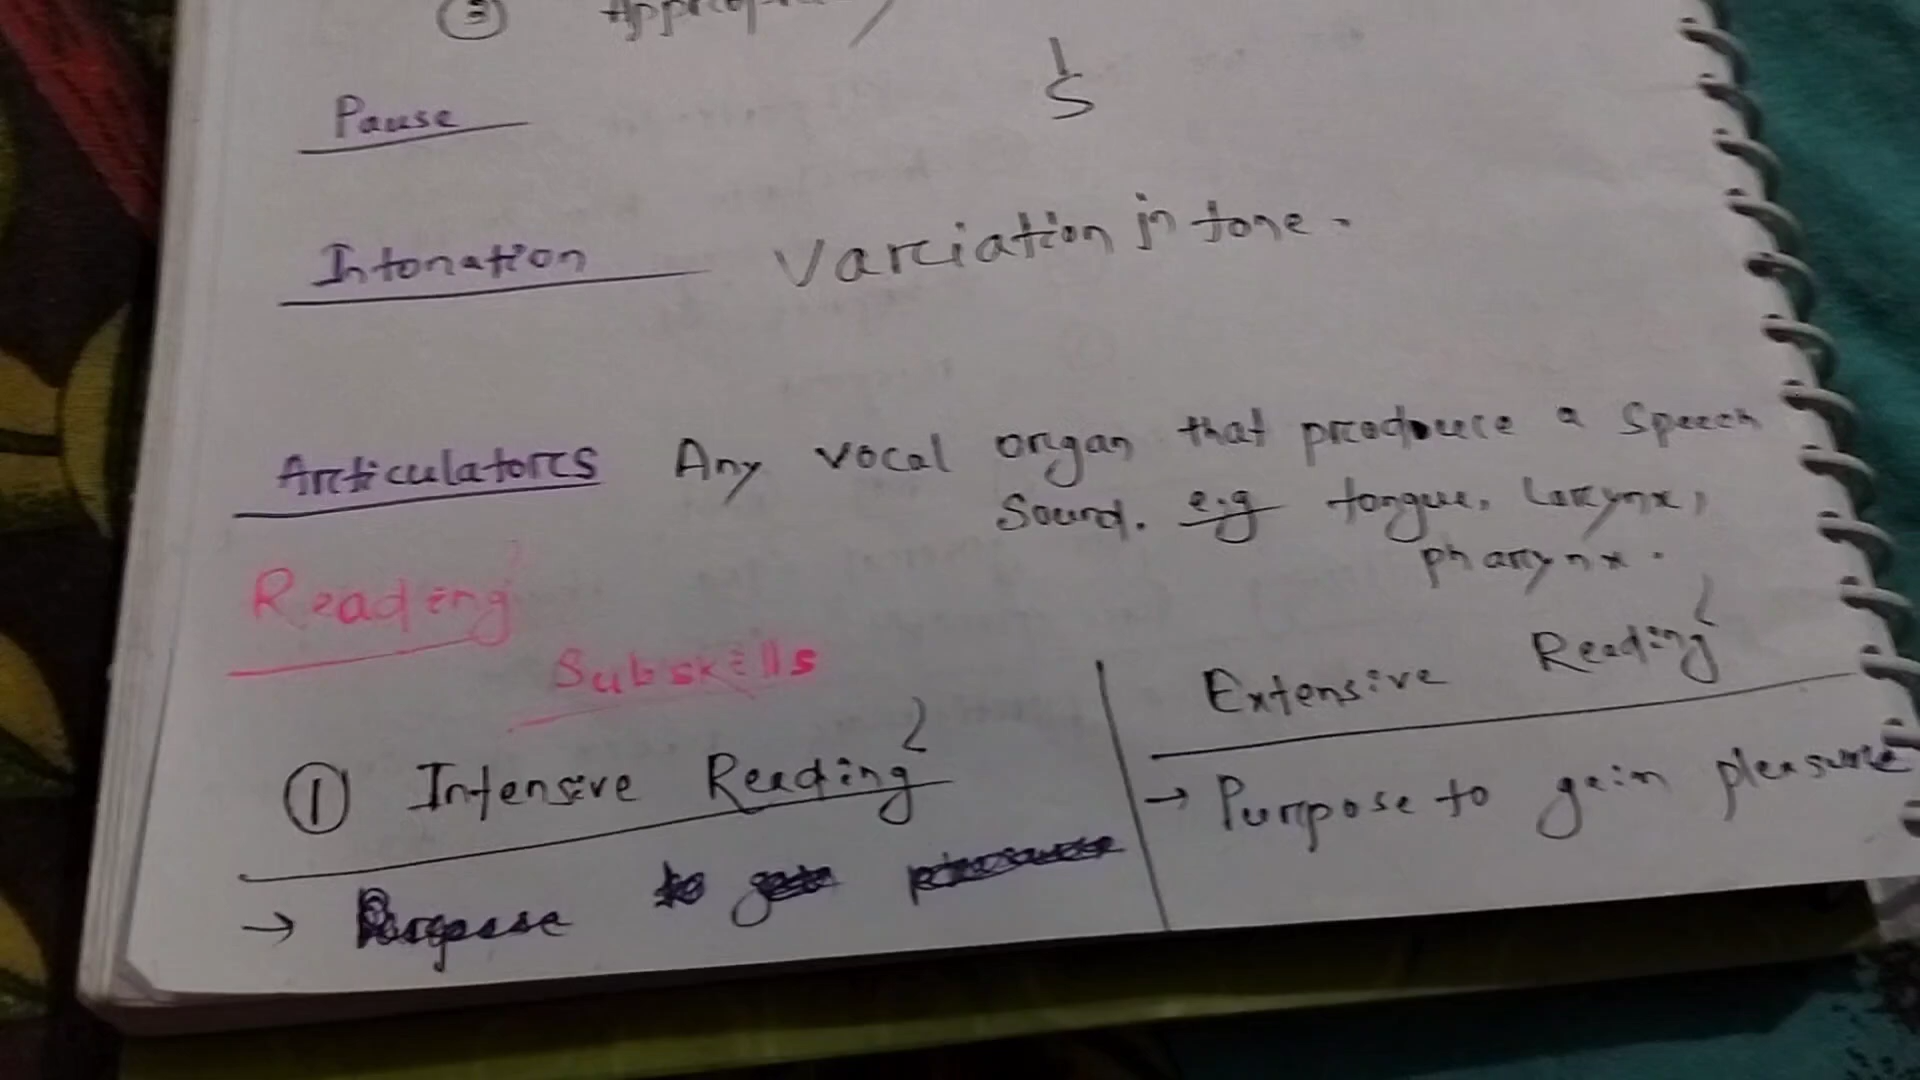 ③
Pause
Intonation Variation in tone.
Articulators Any vocal organ that produce a speech
sound. e.g tongue, Larynx,
pharynx.
Reading
Subskills
① Intensive Reading
Extensive Reading
→ Purpose to gain pleasure
→